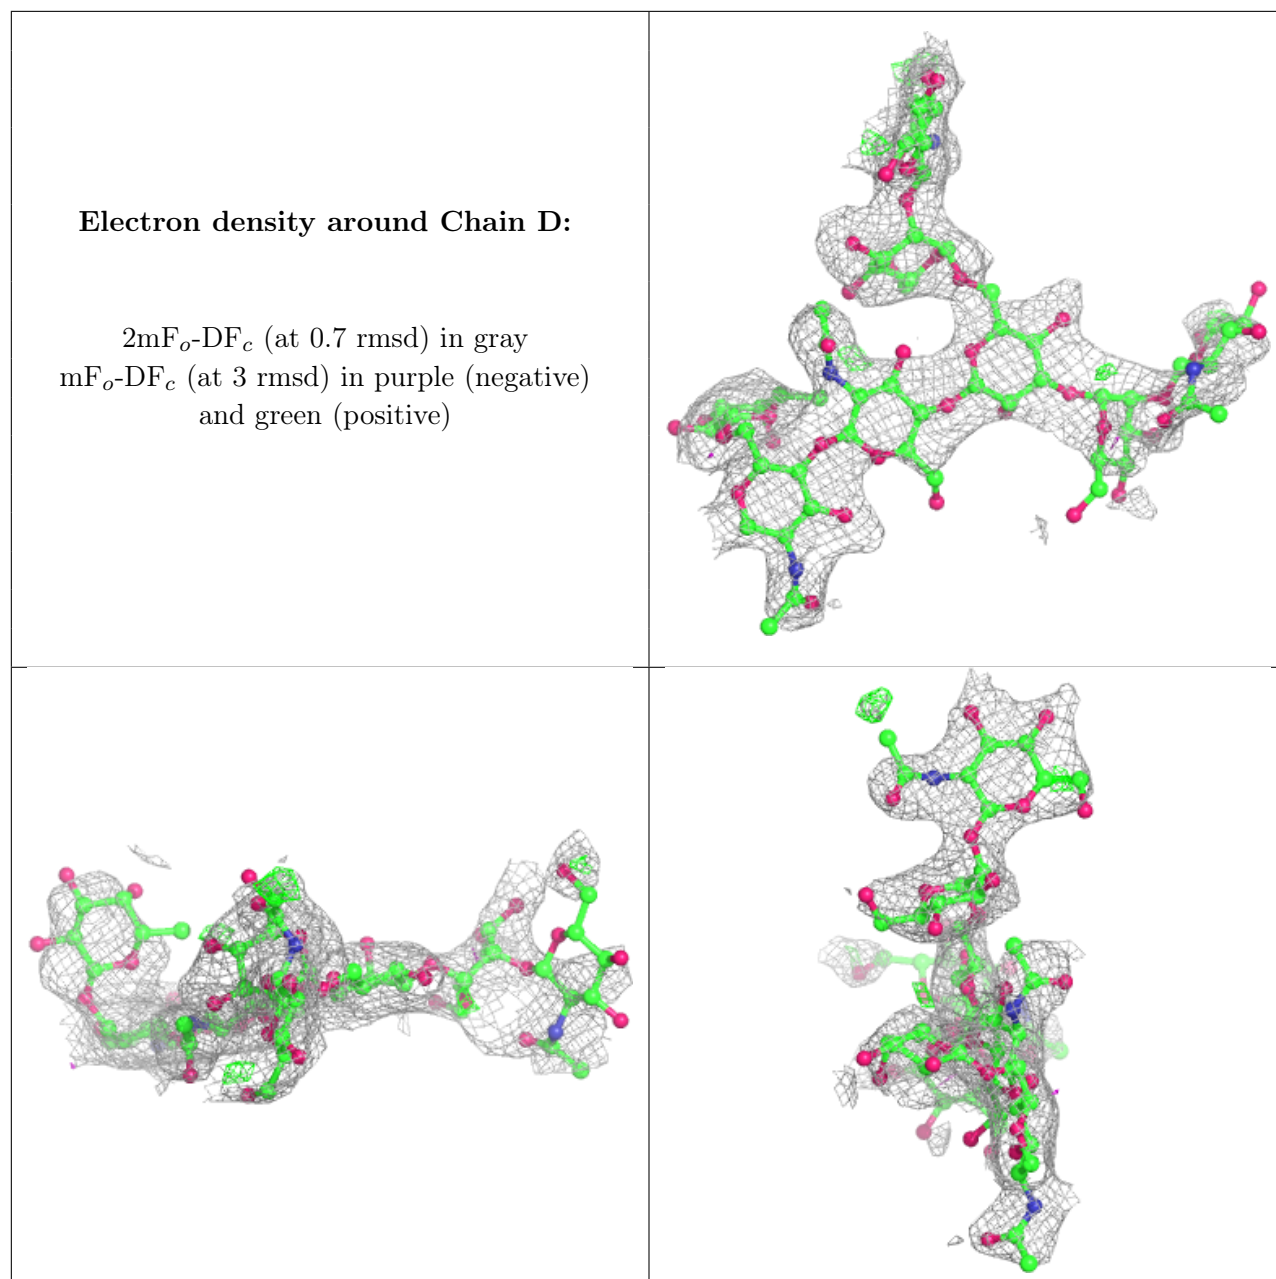 Electron density around Chain D:
2mFo-DFc (at 0.7 rmsd) in gray
mFo-DFc (at 3 rmsd) in purple (negative)
and green (positive)